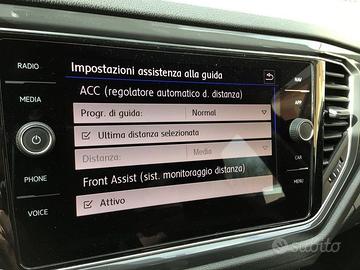 Impostazioni assistenza alla guida
RADIO
NAV
ACC (regolatore automatico d. distanza)
MEDIA
APP
Progr. di guida: Normal
Ultima distanza selezionata
Distanza: Media
CAR
Front Assist (sist. monitoraggio distanza)
PHONE
MENU
Attivo
VOICE
subito